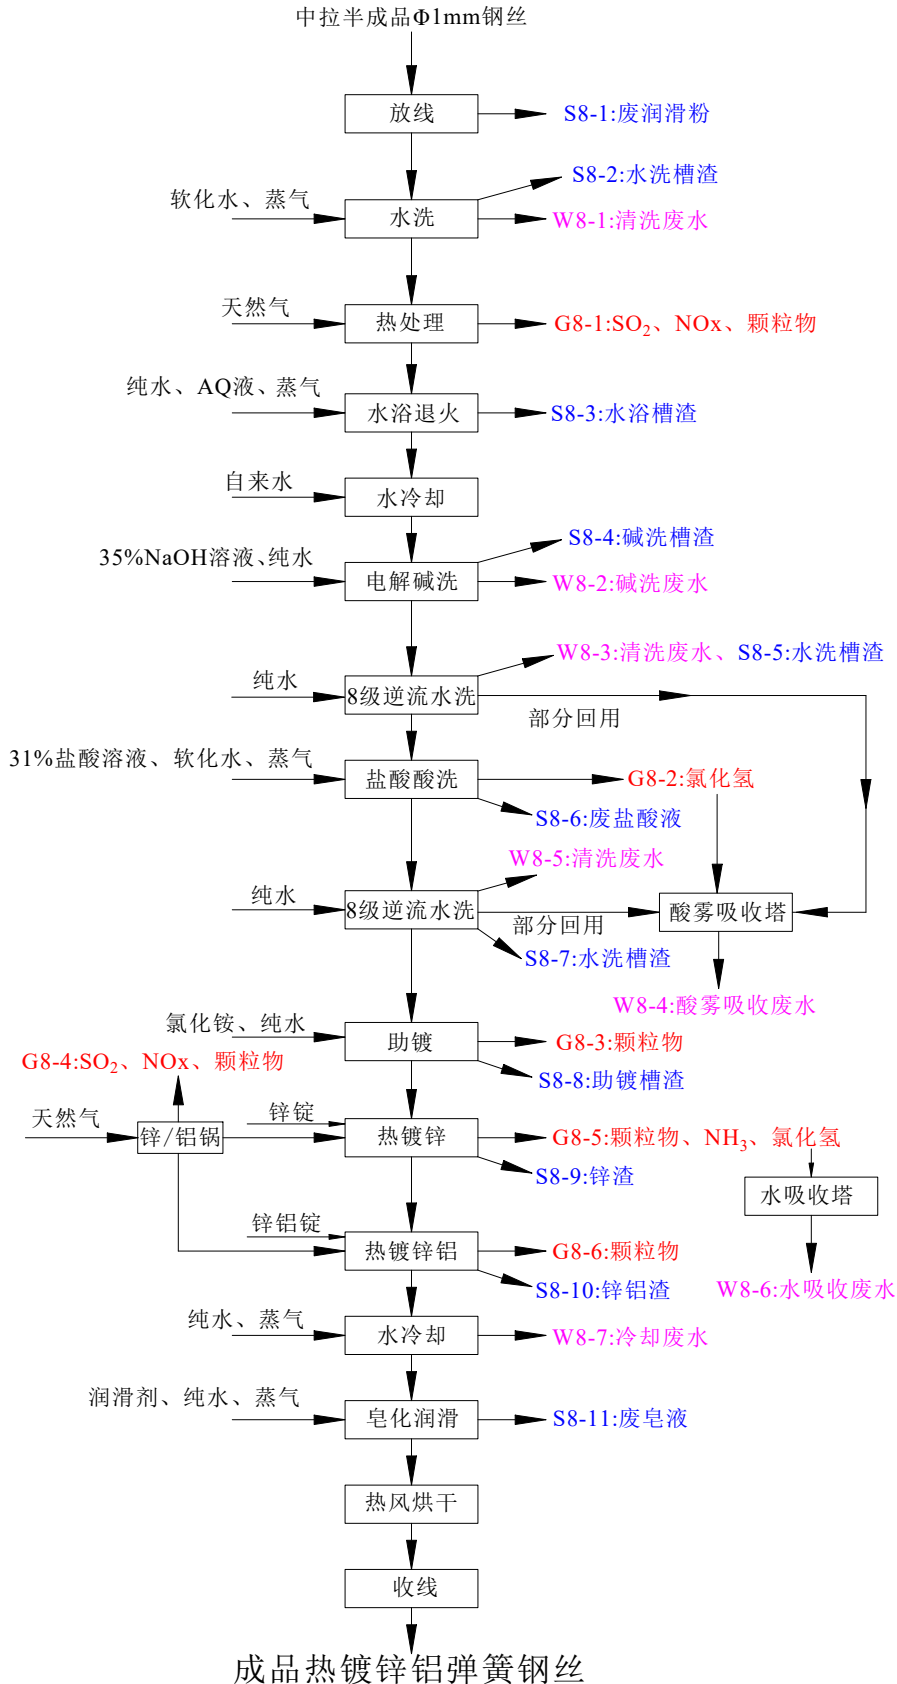 中拉半成品Φ1mm钢丝
放线
S8-1:废润滑粉
S8-2:水洗槽渣
软化水、蒸气
水洗
W8-1:清洗废水
天然气
热处理
G8-1:SO₂、NOx、颗粒物
纯水、AQ液、蒸气
水浴退火
S8-3:水浴槽渣
自来水
水冷却
S8-4:碱洗槽渣
35%NaOH溶液、纯水
电解碱洗
W8-2:碱洗废水
W8-3:清洗废水、S8-5:水洗槽渣
纯水
8级逆流水洗
部分回用
31%盐酸溶液、软化水、蒸气
盐酸酸洗
G8-2:氯化氢
S8-6:废盐酸液
W8-5:清洗废水
纯水
8级逆流水洗
部分回用
酸雾吸收塔
S8-7:水洗槽渣
W8-4:酸雾吸收废水
氯化铵、纯水
助镀
G8-3:颗粒物
G8-4:SO₂、NOx、颗粒物
S8-8:助镀槽渣
天然气
锌/铝锅
锌锭
热镀锌
G8-5:颗粒物、NH₃、氯化氢
S8-9:锌渣
水吸收塔
锌铝锭
热镀锌铝
G8-6:颗粒物
S8-10:锌铝渣
W8-6:水吸收废水
纯水、蒸气
水冷却
W8-7:冷却废水
润滑剂、纯水、蒸气
皂化润滑
S8-11:废皂液
热风烘干
收线
成品热镀锌铝弹簧钢丝